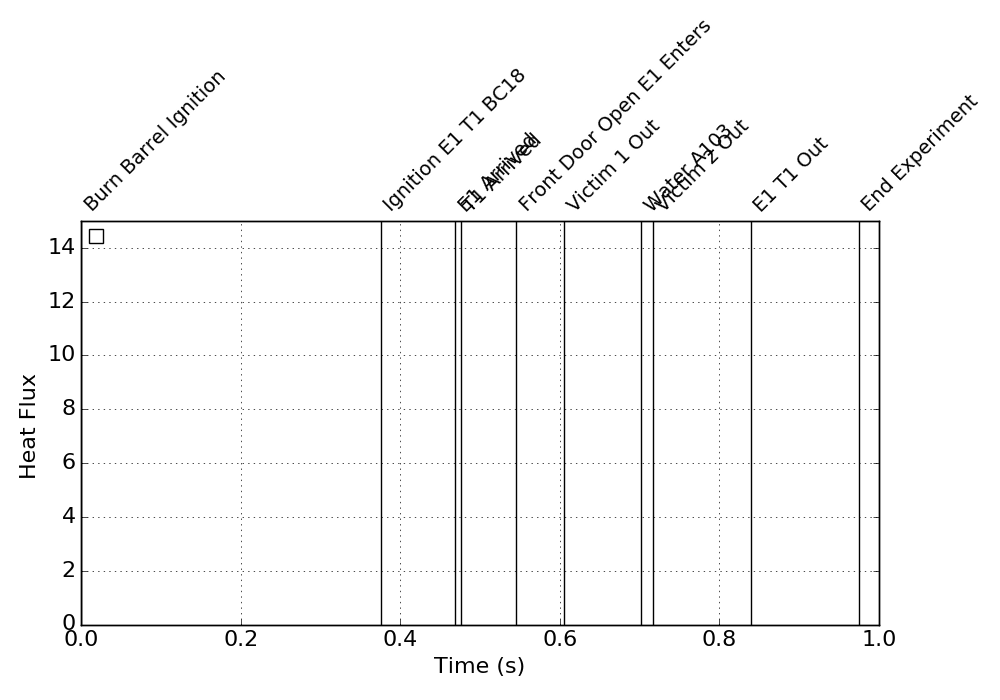 Burn Barrel Ignition
Ignition E1 T1 BC18
E1 Arrived
T1 Arrived
Front Door Open E1 Enters
Victim 1 Out
Water A103
Victim 2 Out
E1 T1 Out
End Experiment
14
12
10
8
6
4
2
0
Heat Flux
0.0 0.2 0.4 0.6 0.8 1.0
Time (s)